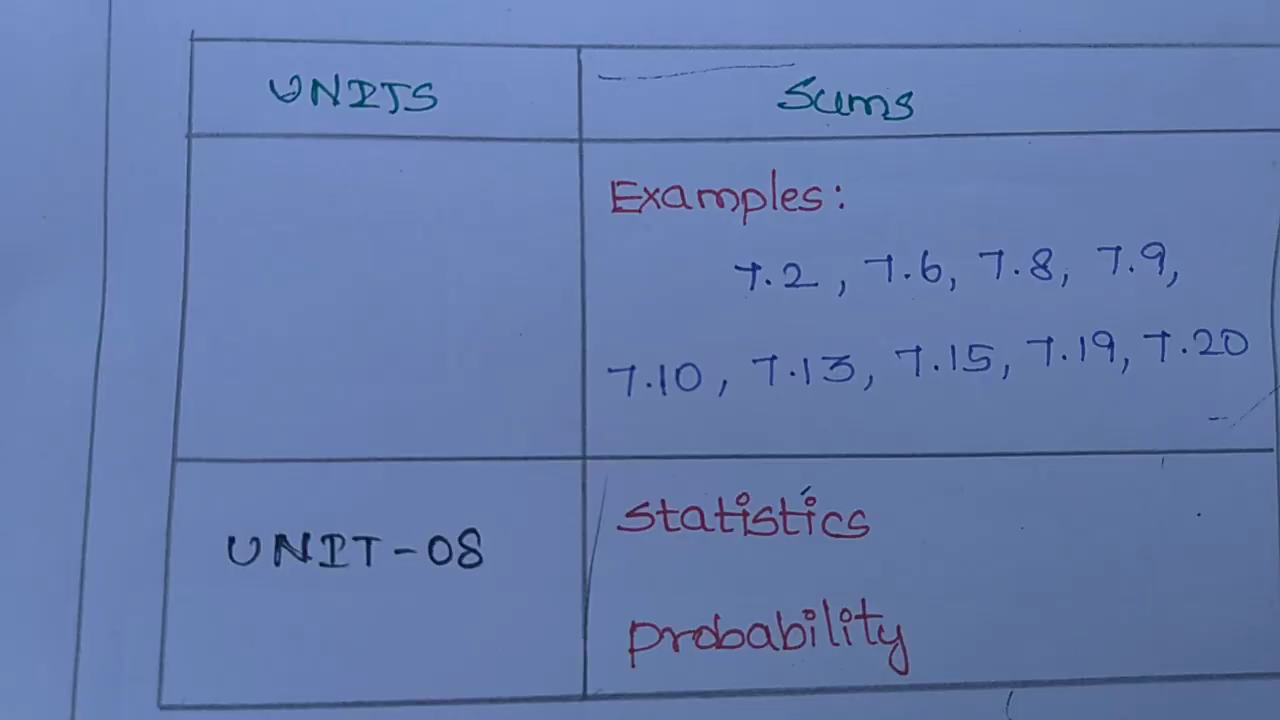 UNITS
Sums
Examples:
7.2, 7.6, 7.8, 7.9,
7.10, 7.13, 7.15, 7.19, 7.20
UNIT-08
Statistics
Probability